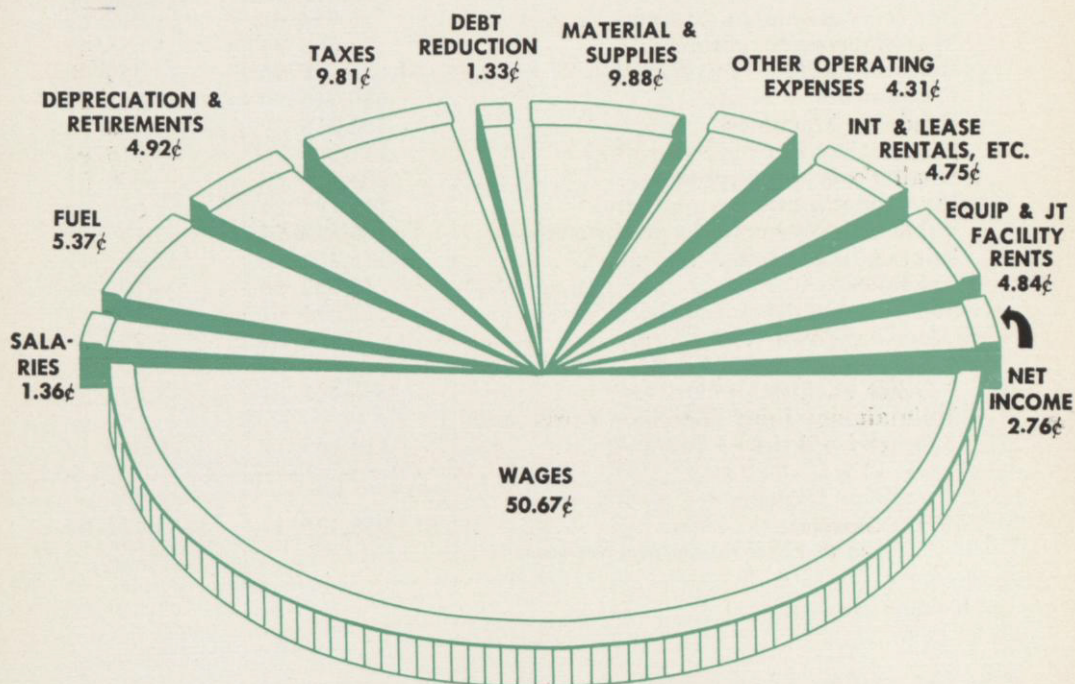 DEBT
REDUCTION
1.33¢
MATERIAL &
SUPPLIES
9.88¢
TAXES
9.81¢
OTHER OPERATING
EXPENSES 4.31¢
DEPRECIATION &
RETIREMENTS
4.92¢
INT & LEASE
RENTALS, ETC.
4.75¢
FUEL
5.37¢
EQUIP & JT
FACILITY
RENTS
4.84¢
SALA-
RIES
1.36¢
NET
INCOME
2.76¢
WAGES
50.67¢